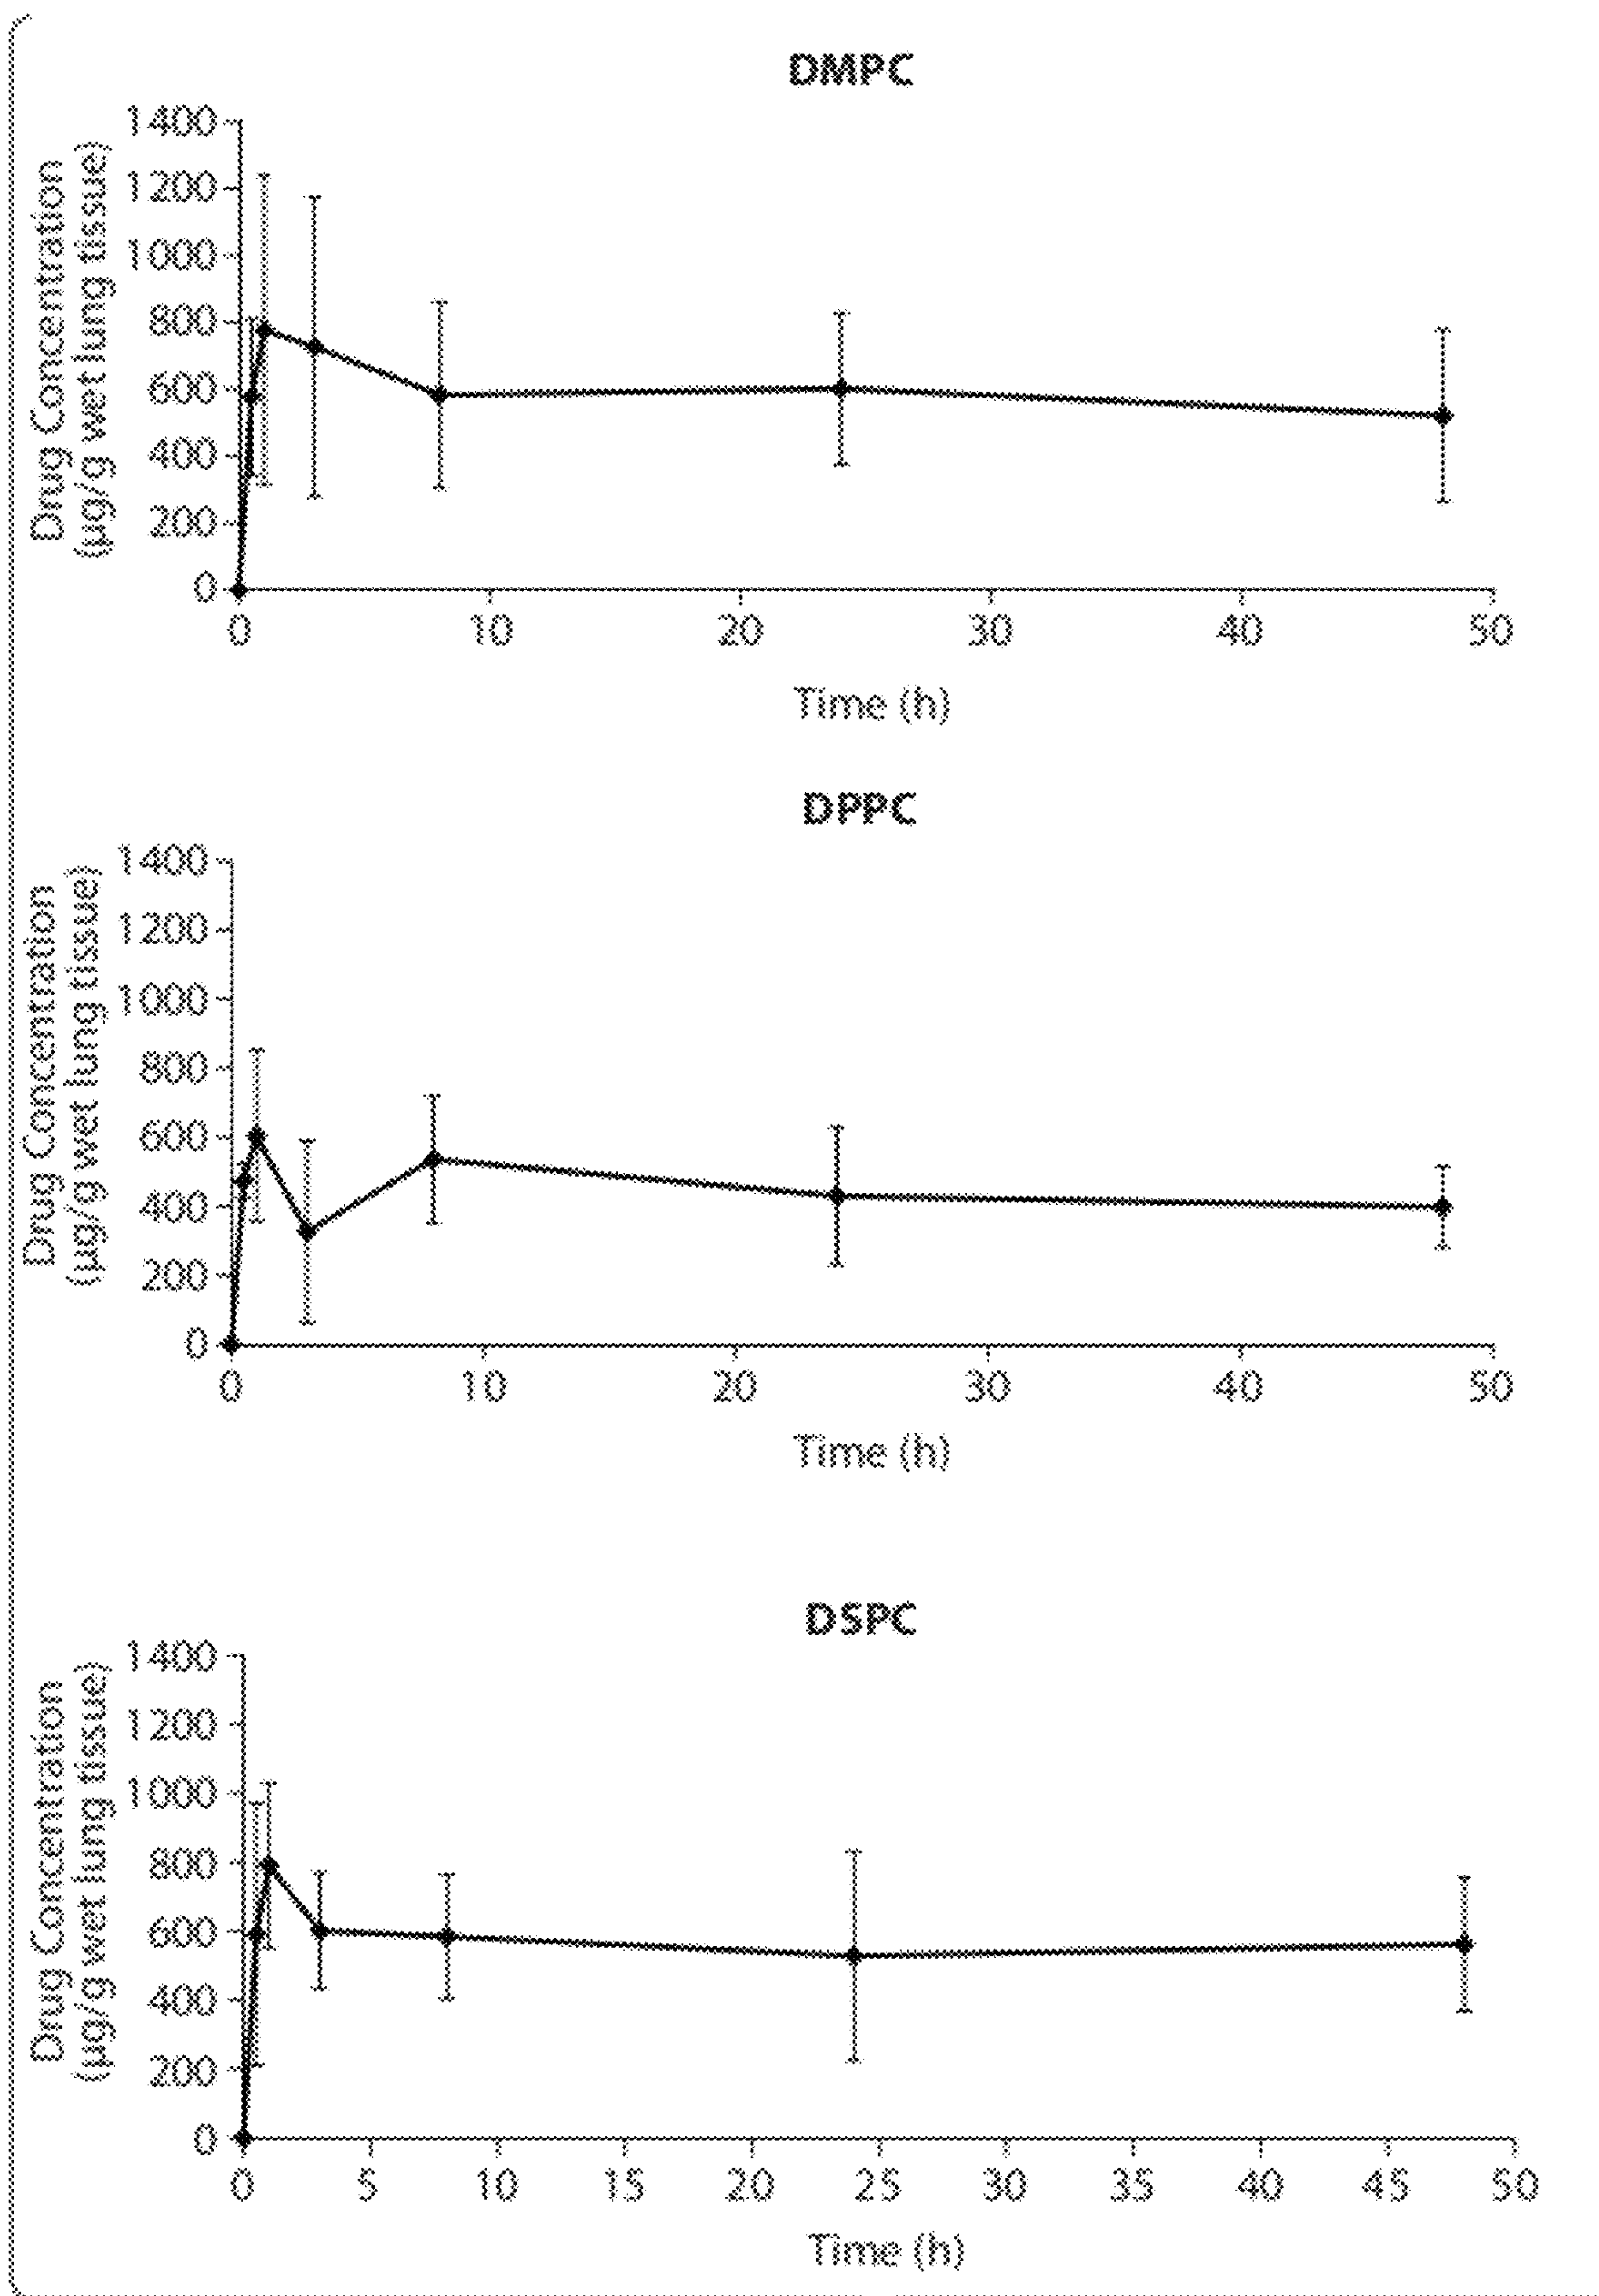 DMPC
Drug Concentration
(µg/g wet lung tissue)
1400
1200
1000
800
600
400
200
0
0 10 20 30 40 50
Time (h)
DPPC
Drug Concentration
(µg/g wet lung tissue)
1400
1200
1000
800
600
400
200
0
0 10 20 30 40 50
Time (h)
DSPC
Drug Concentration
(µg/g wet lung tissue)
1400
1200
1000
800
600
400
200
0
0 5 10 15 20 25 30 35 40 45 50
Time (h)